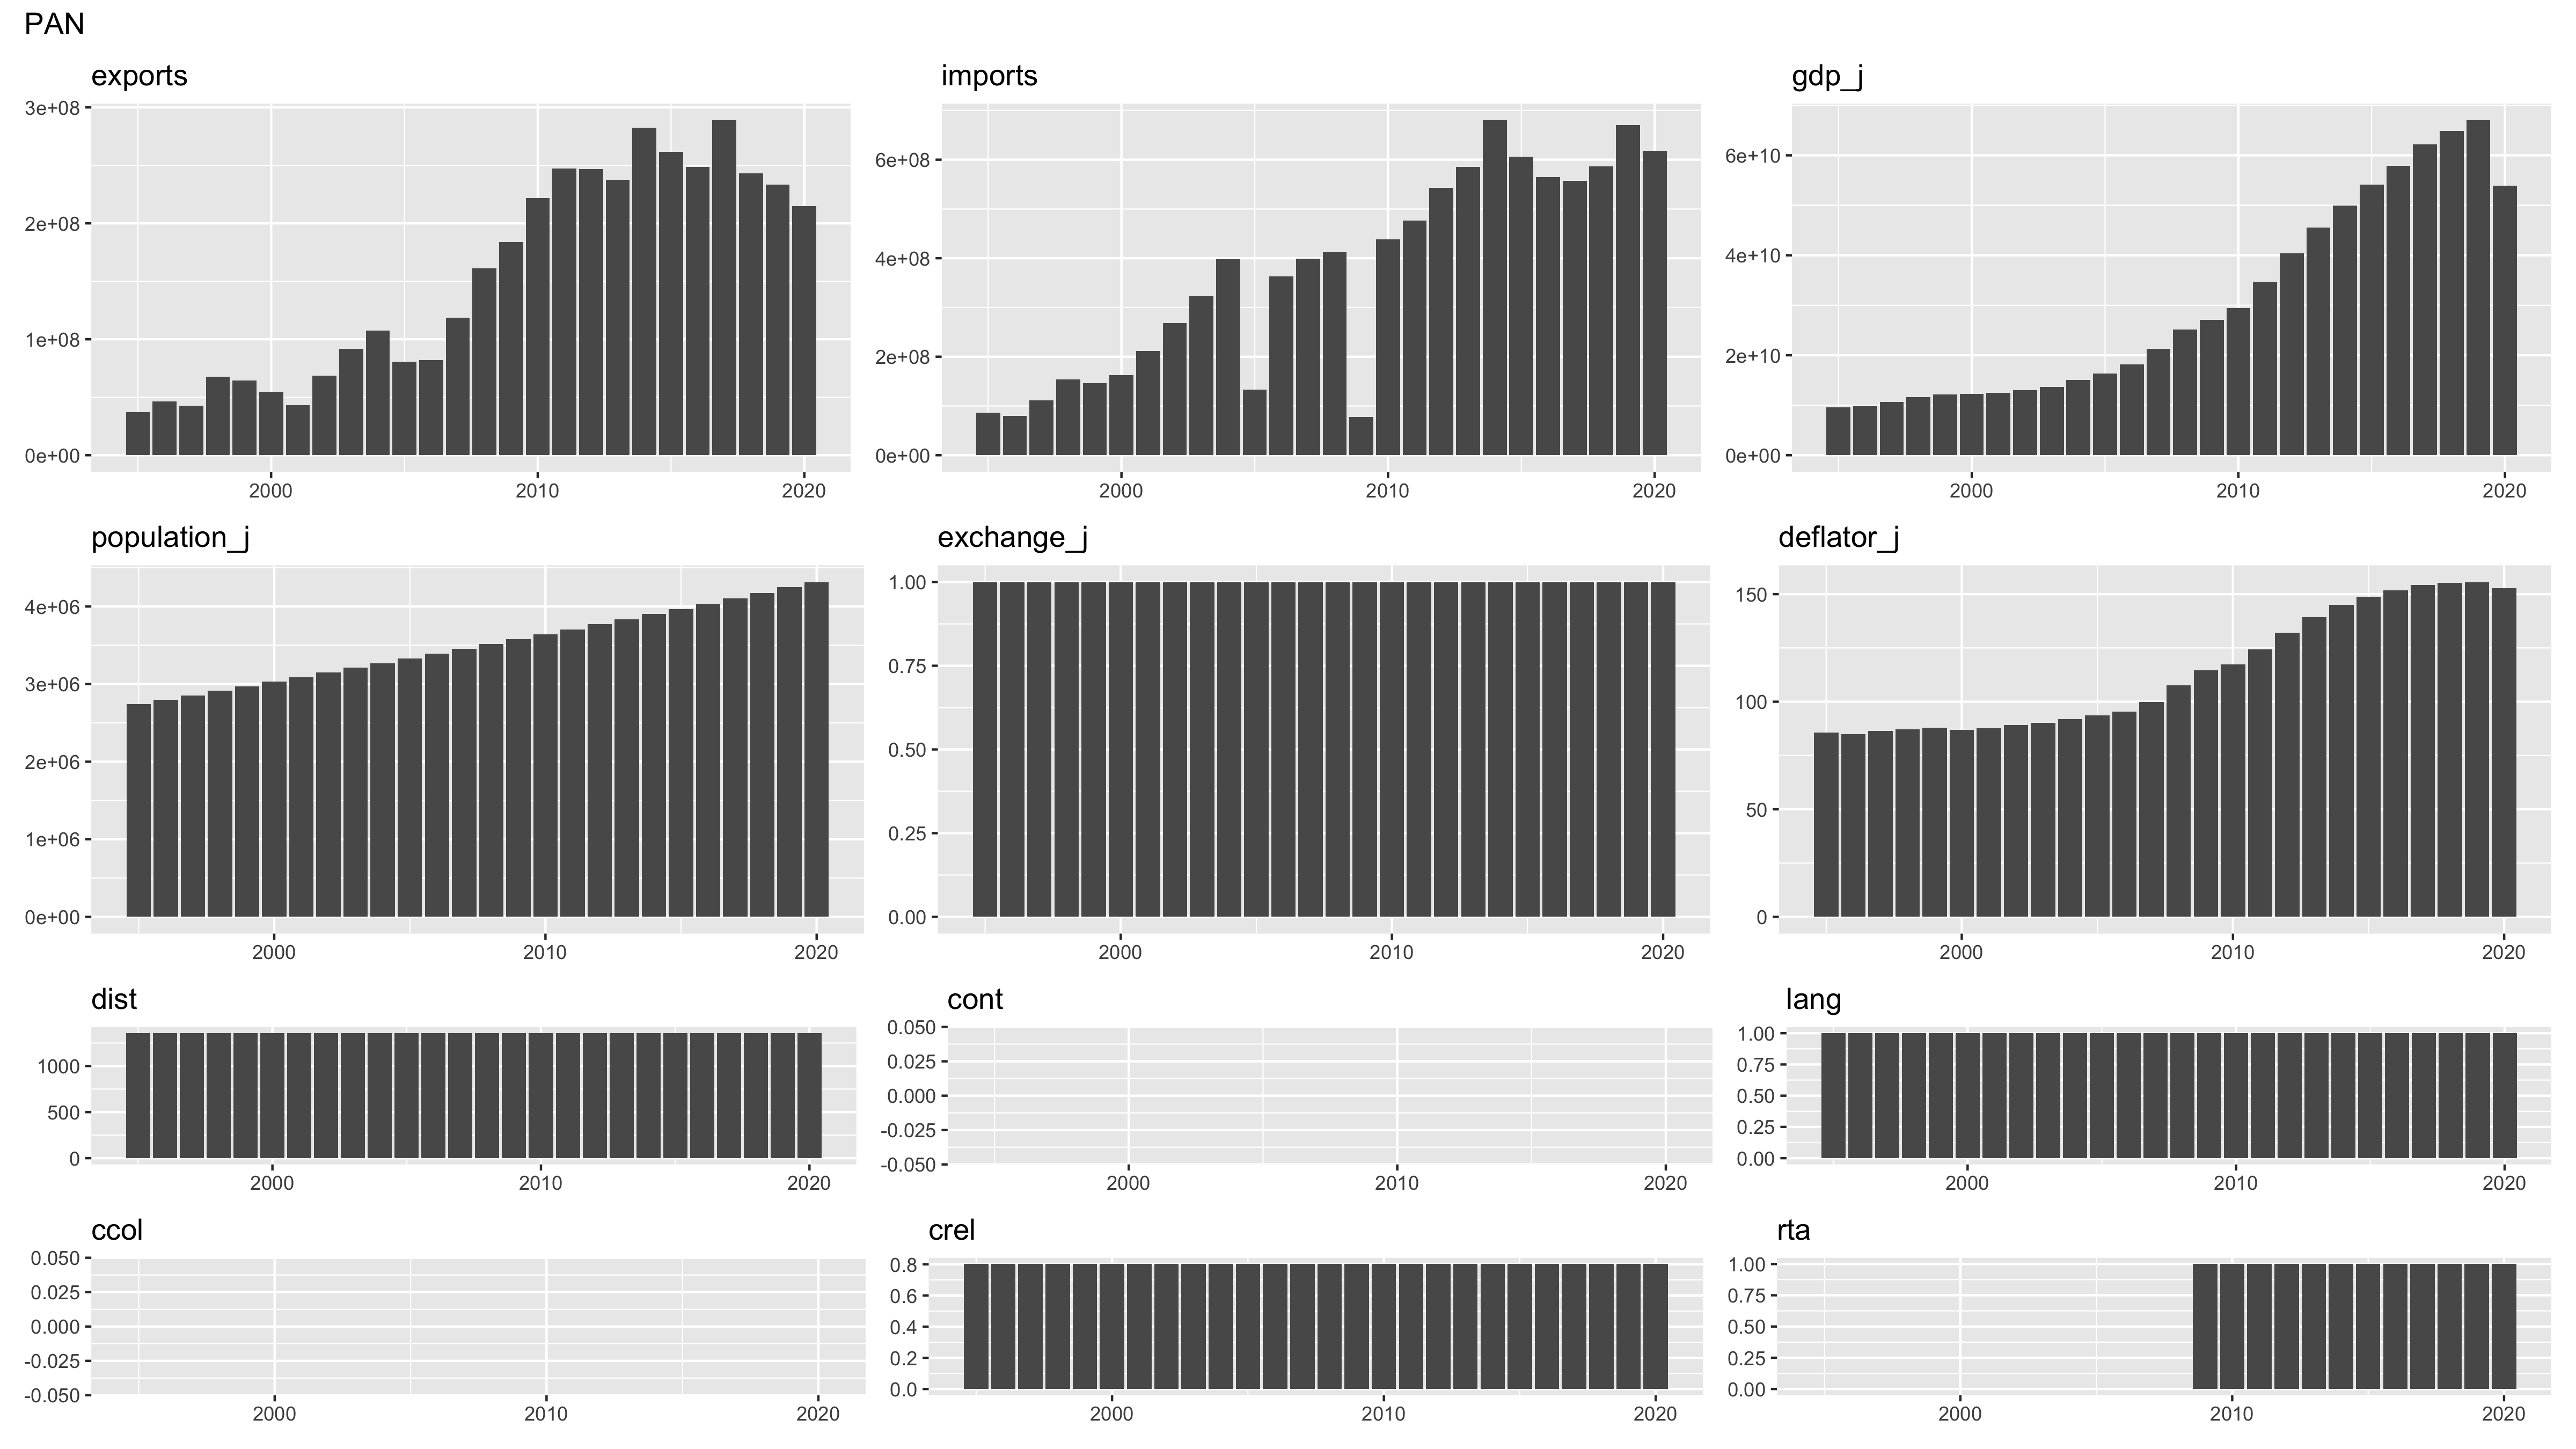 PAN
exports
3e+08
2e+08
1e+08
0e+00
2000 2010 2020
imports
6e+08
4e+08
2e+08
0e+00
2000 2010 2020
gdp_j
6e+10
4e+10
2e+10
0e+00
2000 2010 2020
population_j
4e+06
3e+06
2e+06
1e+06
0e+00
2000 2010 2020
exchange_j
1.00
0.75
0.50
0.25
0.00
2000 2010 2020
deflator_j
150
100
50
0
2000 2010 2020
dist
1000
500
0
2000 2010 2020
cont
0.050
0.025
0.000
-0.025
-0.050
2000 2010 2020
lang
1.00
0.75
0.50
0.25
0.00
2000 2010 2020
ccol
0.050
0.025
0.000
-0.025
-0.050
2000 2010 2020
crel
0.8
0.6
0.4
0.2
0.0
2000 2010 2020
rta
1.00
0.75
0.50
0.25
0.00
2000 2010 2020